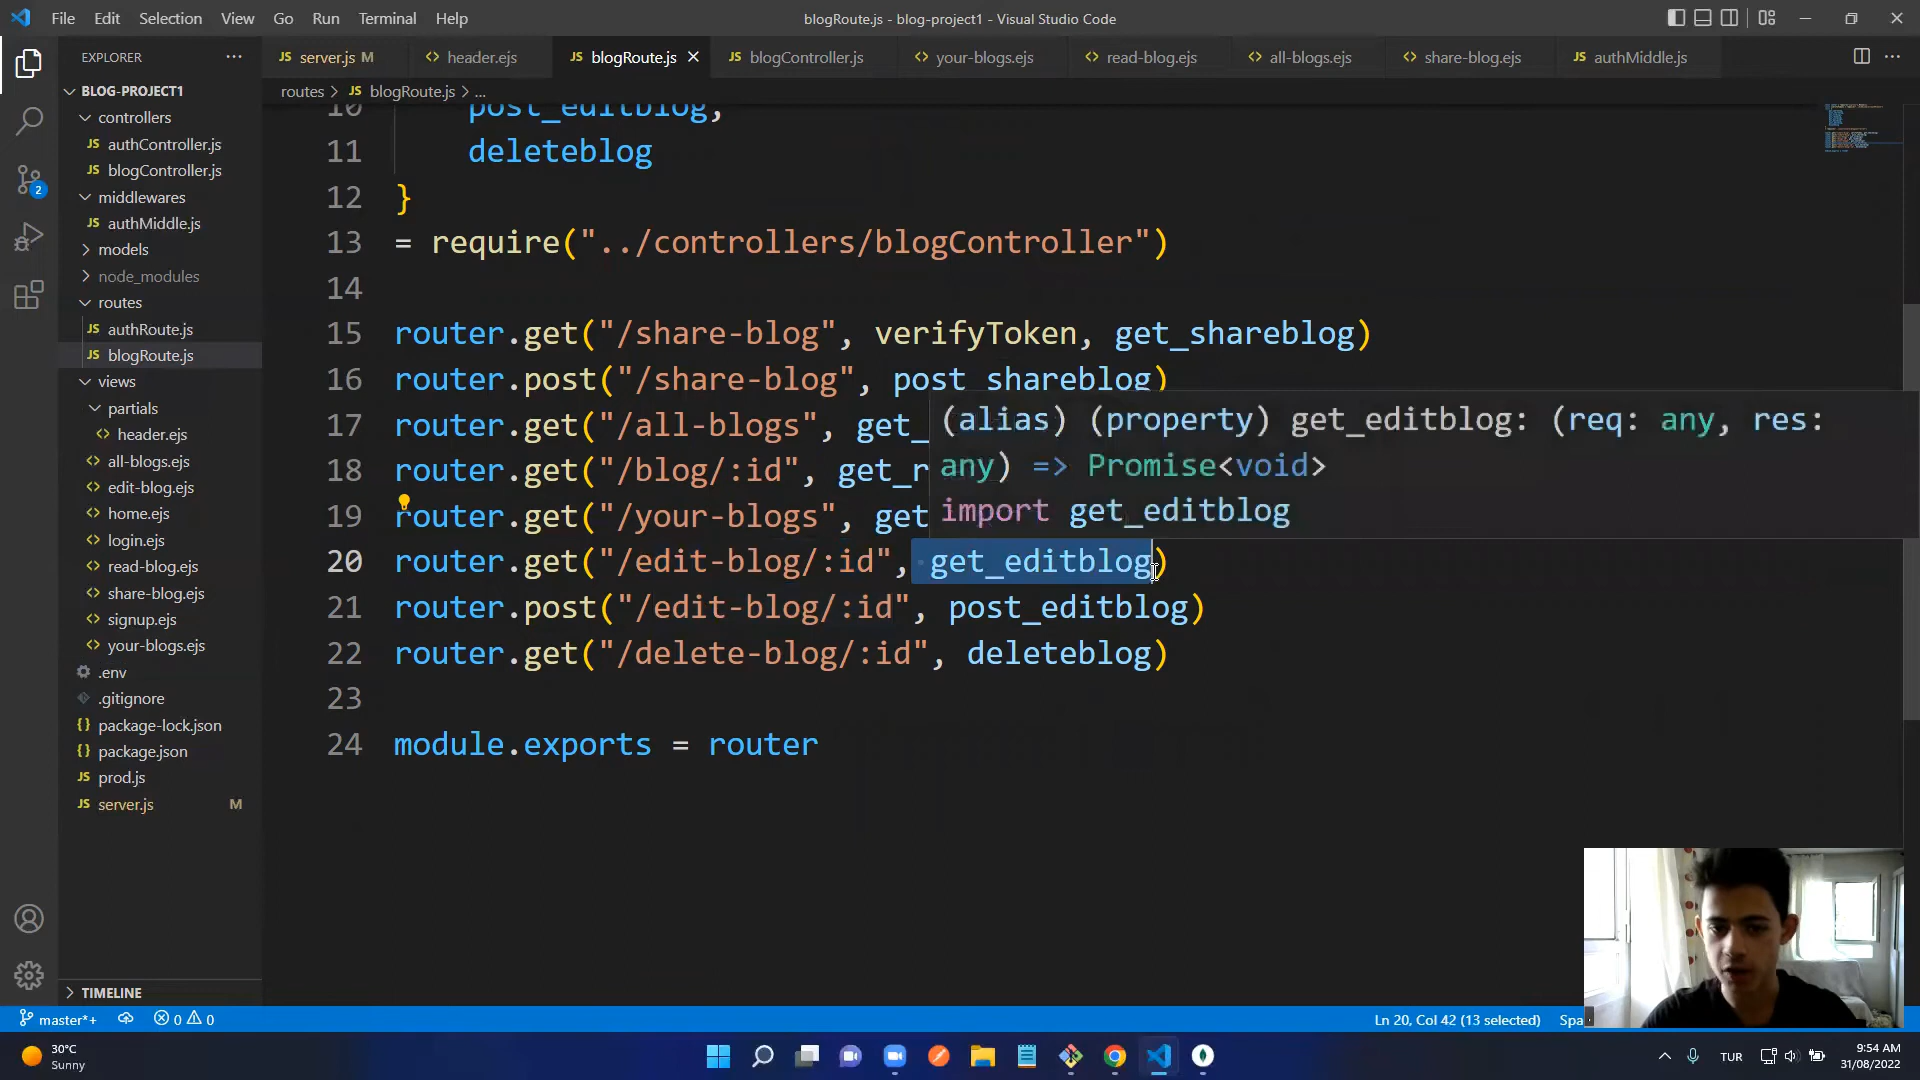 File Edit Selection View Go Run Terminal Help
blogRoute.js - blog-project1 - Visual Studio Code
EXPLORER
server.js M
header.ejs
blogRoute.js
blogController.js
your-blogs.ejs
read-blog.ejs
all-blogs.ejs
share-blog.ejs
authMiddle.js
routes > blogRoute.js > ...
BLOG-PROJECT1
controllers
authController.js
blogController.js
middlewares
authMiddle.js
models
node_modules
routes
authRoute.js
blogRoute.js
views
partials
header.ejs
all-blogs.ejs
edit-blog.ejs
home.ejs
login.ejs
read-blog.ejs
share-blog.ejs
signup.ejs
your-blogs.ejs
.env
.gitignore
package-lock.json
package.json
prod.js
server.js M
TIMELINE
10 post_editblog,
11 deleteblog
12 }
13 = require("../controllers/blogController")
14
15 router.get("/share-blog", verifyToken, get_shareblog)
16 router.post("/share-blog", post_shareblog)
17 router.get("/all-blogs", get_
18 router.get("/blog/:id", get_r
19 router.get("/your-blogs", get
20 router.get("/edit-blog/:id", get_editblog)
21 router.post("/edit-blog/:id", post_editblog)
22 router.get("/delete-blog/:id", deleteblog)
23
24 module.exports = router
(alias) (property) get_editblog: (req: any, res:
any) => Promise<void>
import get_editblog
2
master*+
0 0
Ln 20, Col 42 (13 selected)
Spa
30°C
Sunny
TUR
9:54 AM
31/08/2022